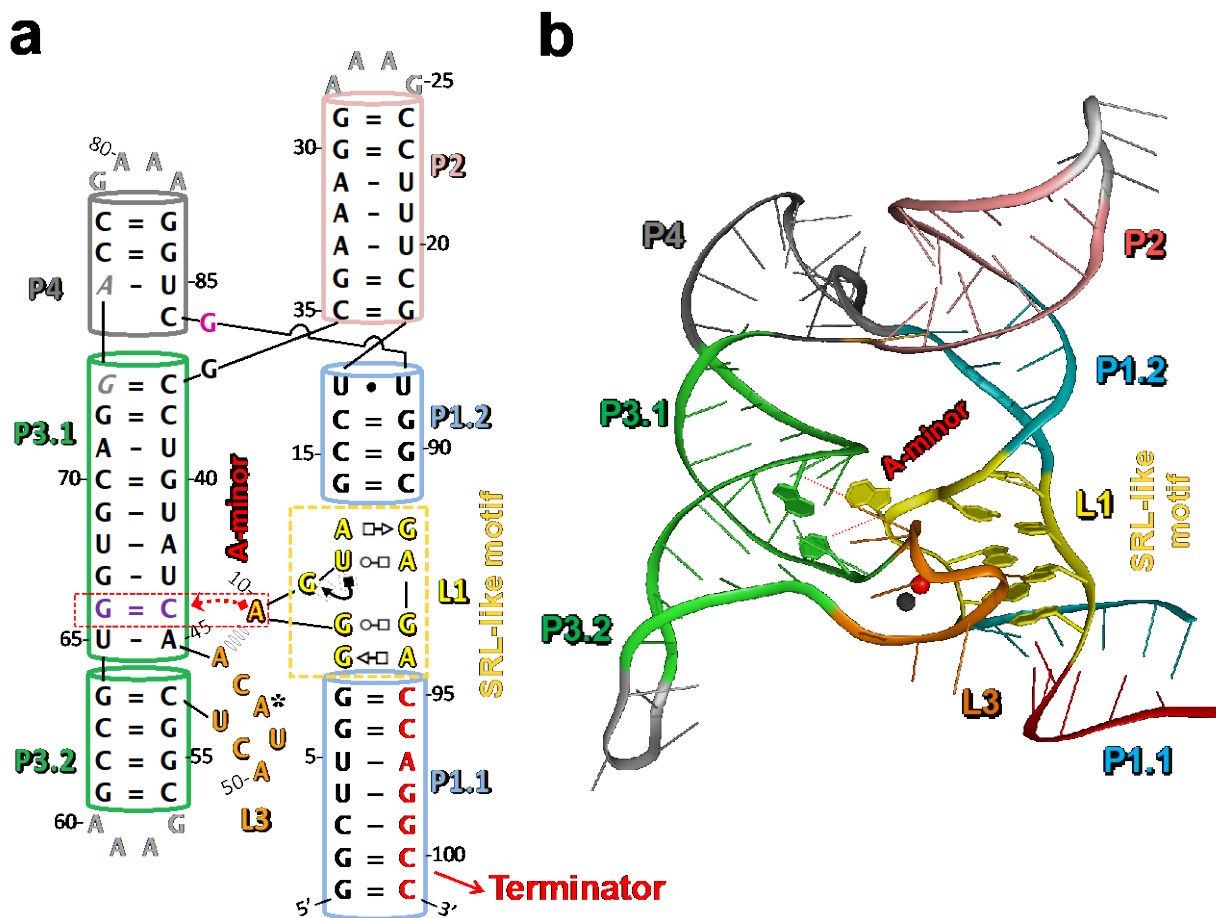 a
b
A A A G -25
G = C
30- G = C
A - U
A - U
A - U -20
G = C
35- C = G
P2
80-
G A A A
C = G
C = G
A - U -85
C G
P4
G
G = C
G = C
A - U
70- C = G -40
G - U
U - A
G - U
G = C
65- U - A -45
P3.1
U • U
C = G
15- C = G -90
G = C
P1.2
A-minor
10-
A
G
A G
U A
G G
G A
L1
SRL-like motif
G = C
C = G
C = G -55
G = C
P3.2
60- A A A G
A
C
A*
U
A
50-
C
U
L3
G = C -95
G = C
5- U - A
U - G
C - G
G = C -100
G = C
5' 3'
P1.1
Terminator
P4
P2
P1.2
P3.1
A-minor
L1
SRL-like
motif
P3.2
L3
P1.1